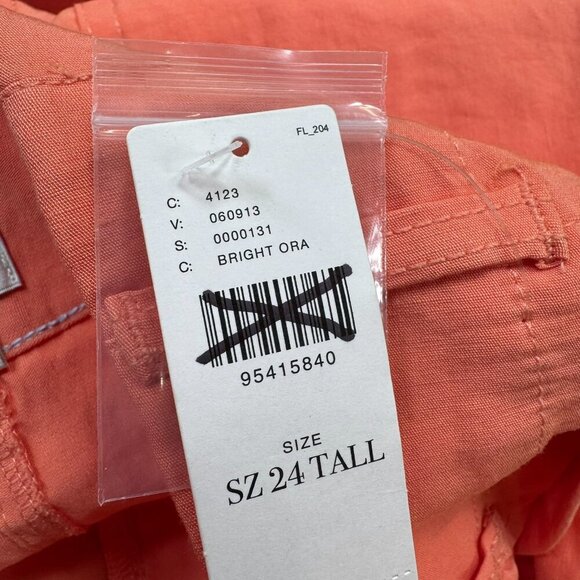 FL_204
C: 4123
V: 060913
S: 0000131
C: BRIGHT ORA
95415840
SIZE
SZ 24 TALL